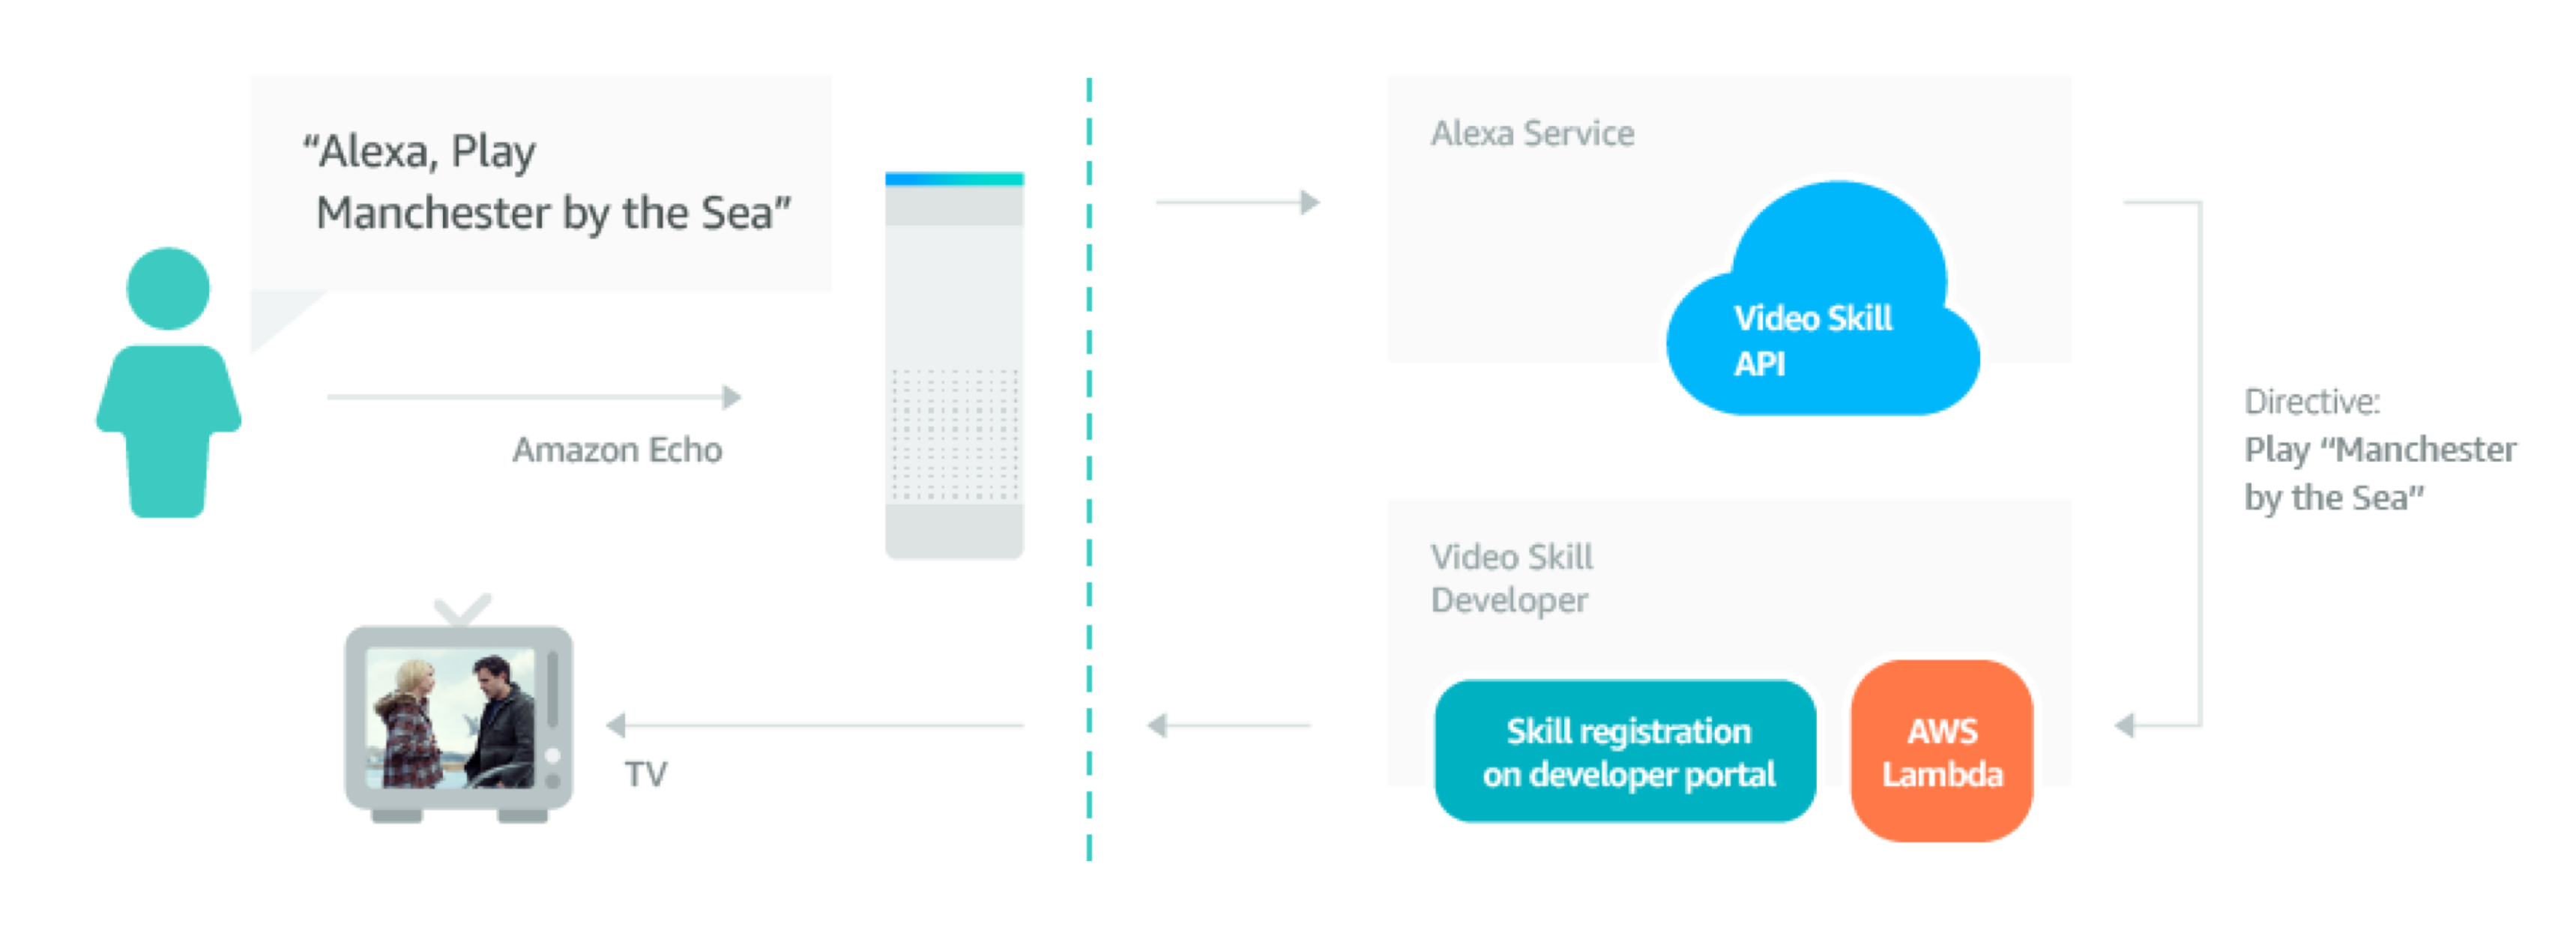 “Alexa, Play
Manchester by the Sea”
Amazon Echo
TV
Alexa Service
Video Skill
API
Directive:
Play “Manchester
by the Sea”
Video Skill
Developer
Skill registration
on developer portal
AWS
Lambda